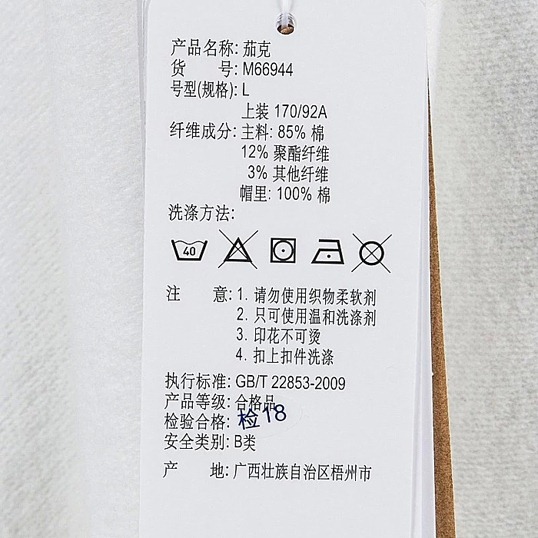 产品名称: 茄克
货 号: M66944
号型(规格): L
上装 170/92A
纤维成分: 主料: 85% 棉
12% 聚酯纤维
3% 其他纤维
帽里: 100% 棉
洗涤方法:
40
注 意: 1. 请勿使用织物柔软剂
2. 只可使用温和洗涤剂
3. 印花不可烫
4. 扣上扣件洗涤
执行标准: GB/T 22853-2009
产品等级: 合格品
检验合格: 检18
安全类别: B类
产 地: 广西壮族自治区梧州市